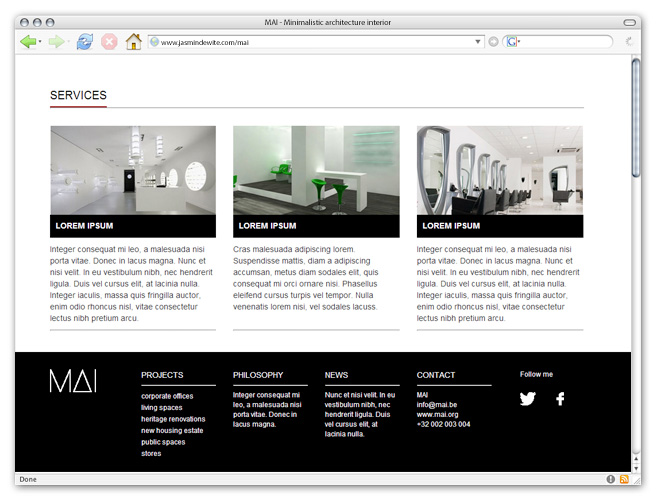 MAI - Minimalistic architecture interior
www.jasmindewite.com/mai
G
SERVICES
LOREM IPSUM
Integer consequat mi leo, a malesuada nisi
porta vitae. Donec in lacus magna. Nunc et
nisi velit. In eu vestibulum nibh, nec hendrerit
ligula. Duis vel cursus elit, at lacinia nulla.
Integer iaculis, massa quis fringilla auctor,
enim odio rhoncus nisl, vitae consectetur
lectus nibh pretium arcu.
LOREM IPSUM
Cras malesuada adipiscing lorem.
Suspendisse mattis, diam a adipiscing
accumsan, metus diam sodales elit, quis
consequat mi orci ornare nisi. Phasellus
eleifend cursus turpis vel tempor. Nulla
venenatis lorem nisi, vel sodales lacuss.
LOREM IPSUM
Integer consequat mi leo, a malesuada nisi
porta vitae. Donec in lacus magna. Nunc et
nisi velit. In eu vestibulum nibh, nec hendrerit
ligula. Duis vel cursus elit, at lacinia nulla.
Integer iaculis, massa quis fringilla auctor,
enim odio rhoncus nisl, vitae consectetur
lectus nibh pretium arcu.
MAI
PROJECTS
corporate offices
living spaces
heritage renovations
new housing estate
public spaces
stores
PHILOSOPHY
Integer consequat mi
leo, a malesuada nisi
porta vitae. Donec in
lacus magna.
NEWS
Nunc et nisi velit. In eu
vestibulum nibh, nec
hendrerit ligula. Duis
vel cursus elit, at
lacinia nulla.
CONTACT
MAI
info@mai.be
www.mai.org
+32 002 003 004
Follow me
Done